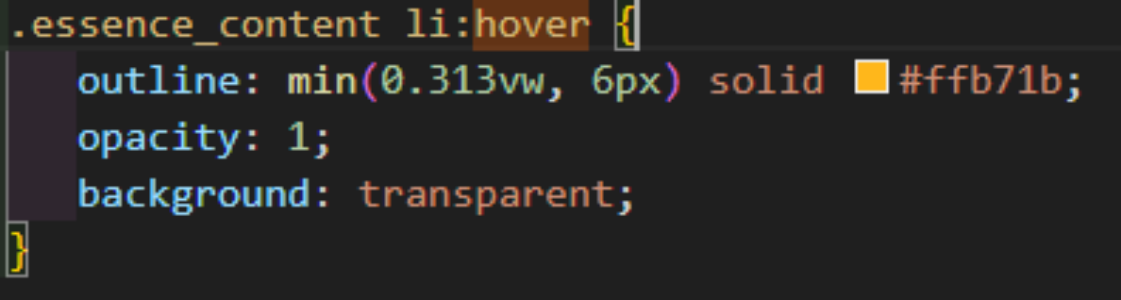 .essence_content li:hover {
    outline: min(0.313vw, 6px) solid #ffb71b;
    opacity: 1;
    background: transparent;
}